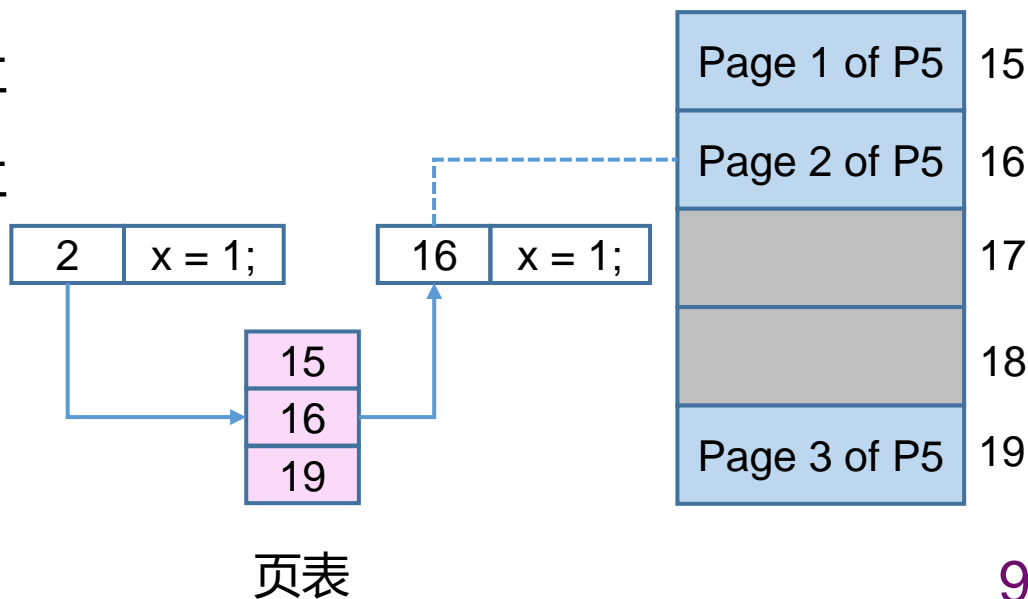 Page 1 of P5 15
Page 2 of P5 16
2 x = 1; 16 x = 1; 17
15
18
16
19
Page 3 of P5 19
页表
9